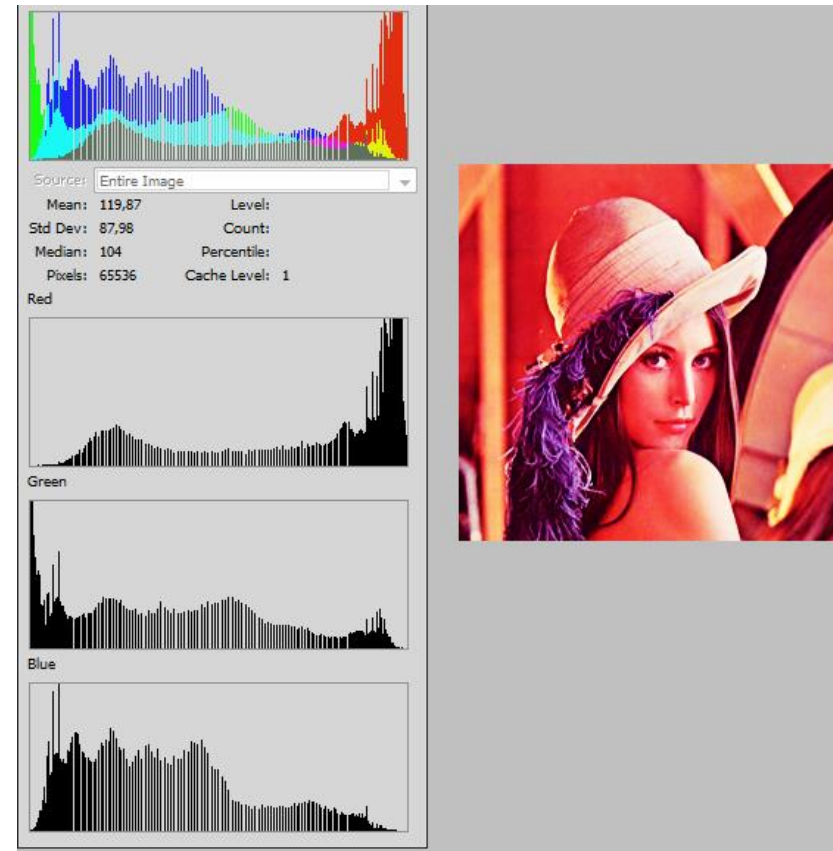 Source: Entire Image
Mean: 119,87 Level:
Std Dev: 87,98 Count:
Median: 104 Percentile:
Pixels: 65536 Cache Level: 1
Red
Green
Blue